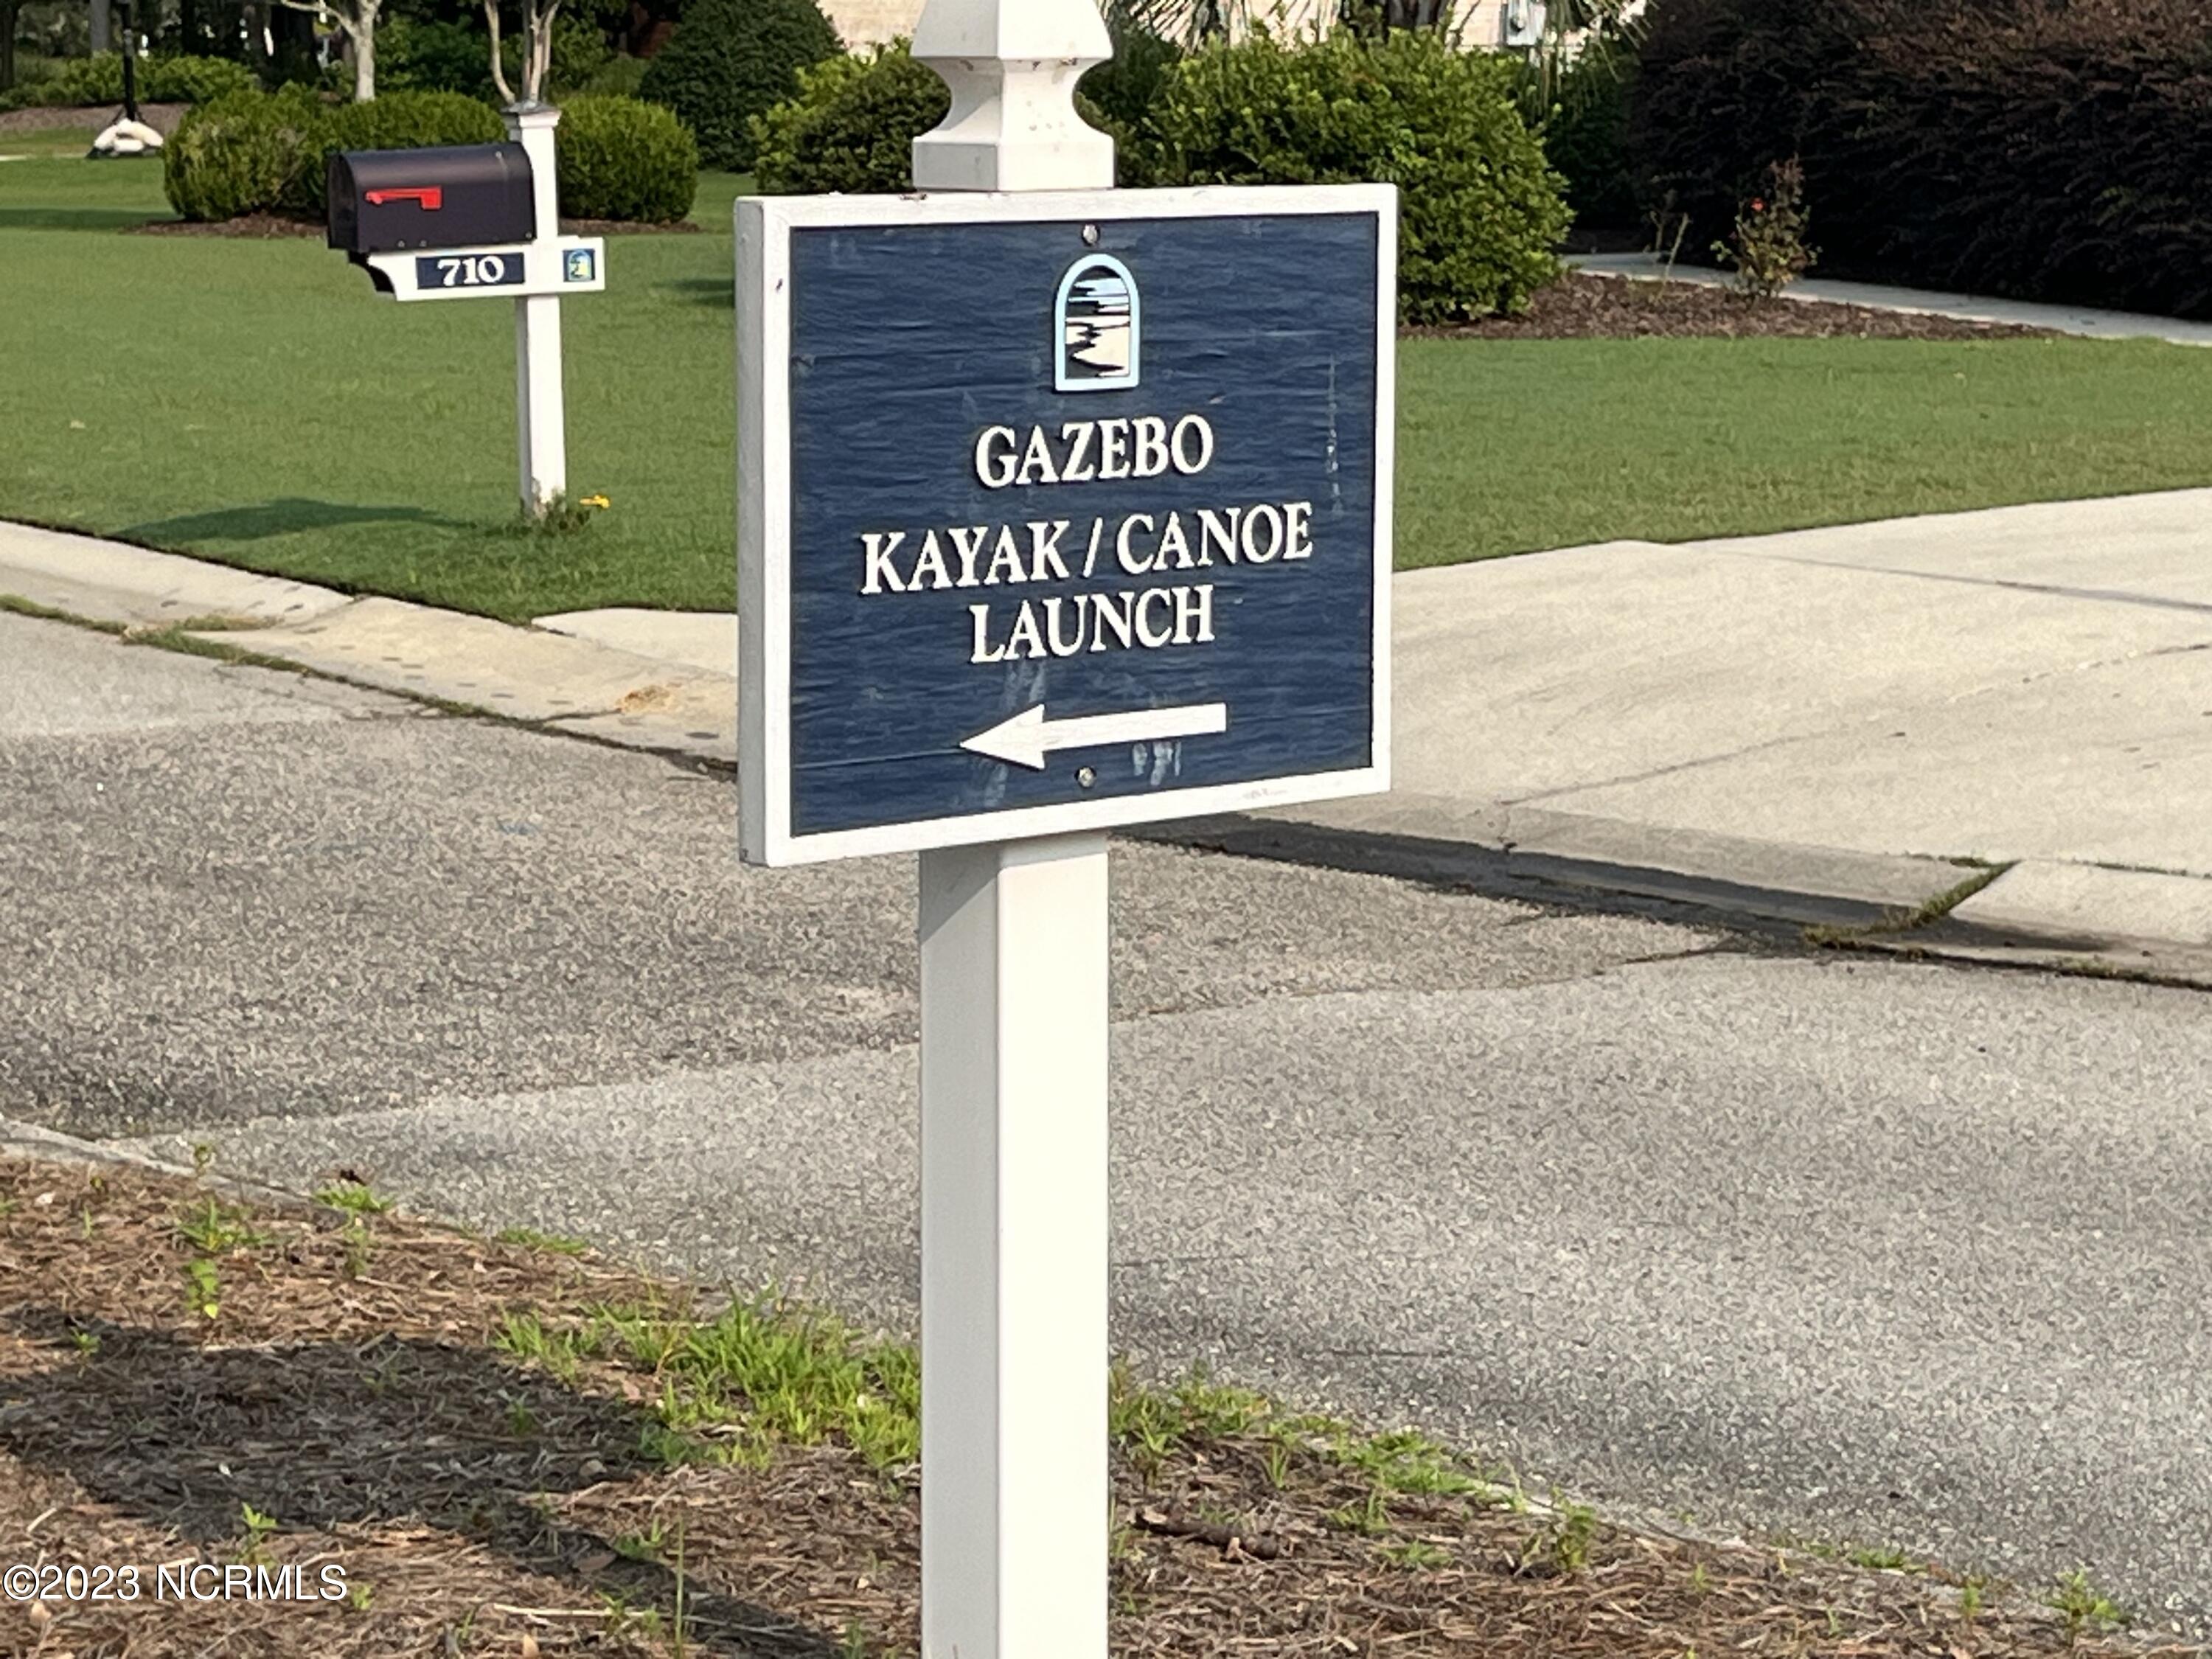 710
GAZEBO
KAYAK / CANOE
LAUNCH
©2023 NCRMLS